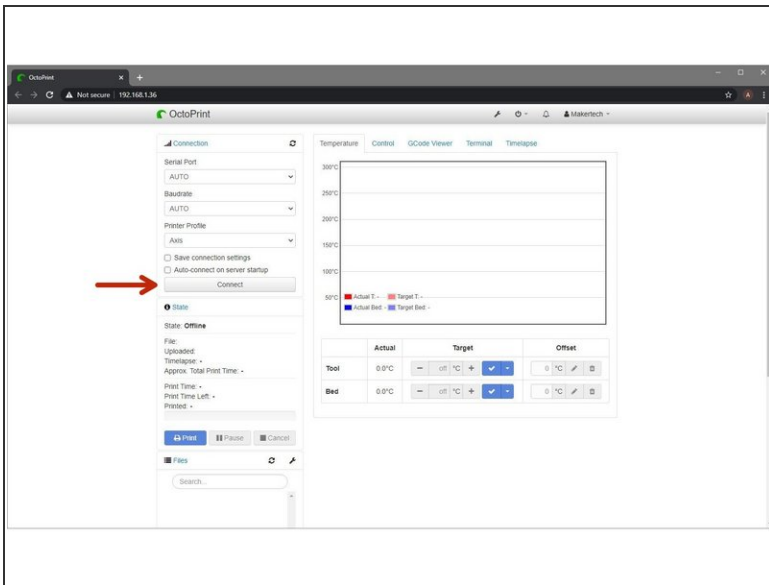 OctoPrint
Not secure | 192.168.1.36
A
OctoPrint
Makertech
Connection
Serial Port
AUTO
Baudrate
AUTO
Printer Profile
Axis
Save connection settings
Auto-connect on server startup
Connect
State
State: Offline
File:
Uploaded:
Timelapse: -
Approx. Total Print Time: -
Print Time: -
Print Time Left: -
Printed: -
Print Pause Cancel
Files
Search...
Temperature Control GCode Viewer Terminal Timelapse
300°C
250°C
200°C
150°C
100°C
50°C
Actual T: - Target T: -
Actual Bed: - Target Bed: -
Actual Target Offset
Tool 0.0°C off °C 0 °C
Bed 0.0°C off °C 0 °C